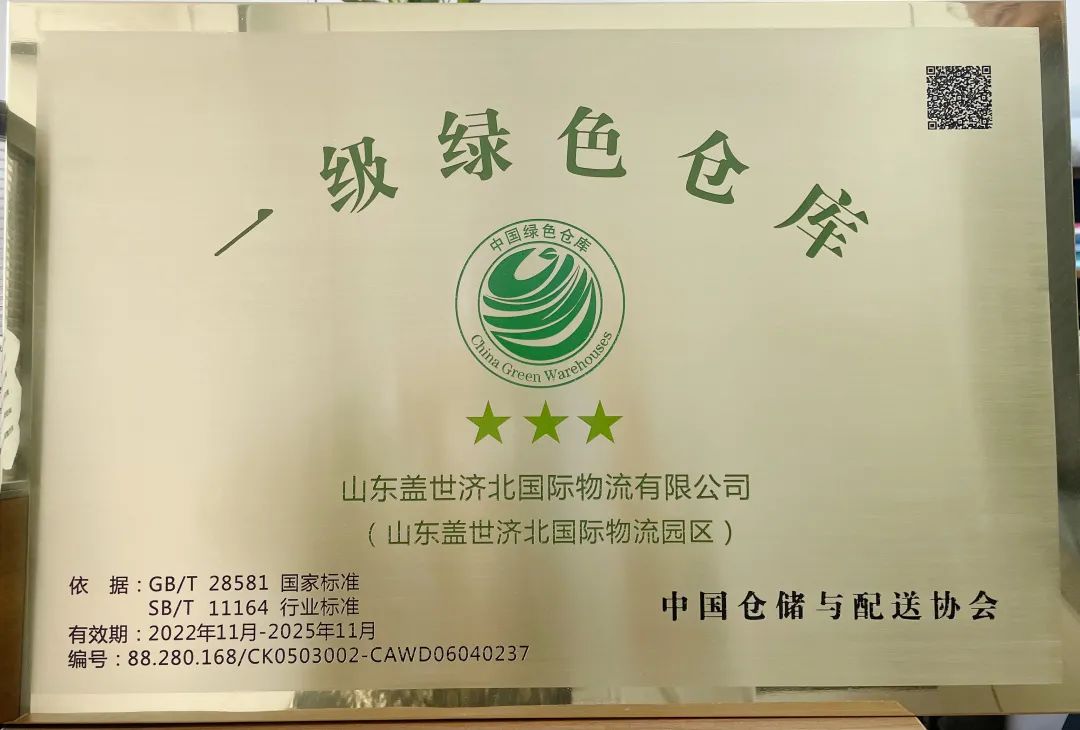 一级绿色仓库
中国绿色仓库
China Green Warehouses
山东盖世济北国际物流有限公司
（山东盖世济北国际物流园区）
依 据：GB/T 28581 国家标准
SB/T 11164 行业标准
有效期：2022年11月-2025年11月
编号：88.280.168/CK0503002-CAWD06040237
中国仓储与配送协会